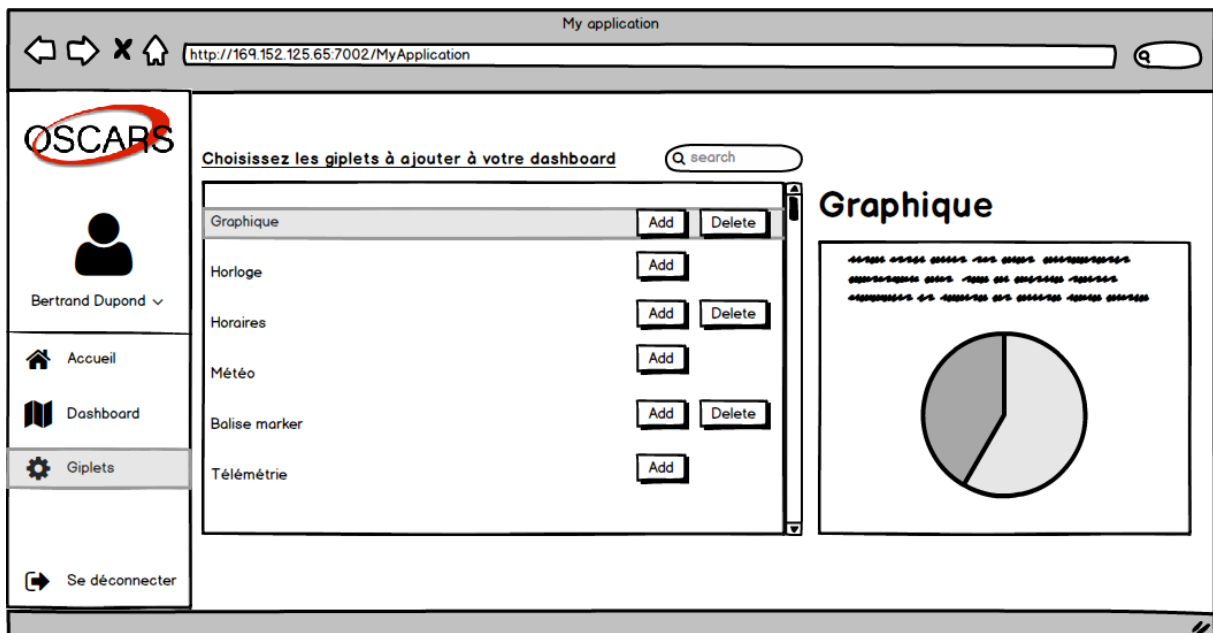 My application
http://169.152.125.65:7002/MyApplication
OSCARS
Bertrand Dupond
Accueil
Dashboard
Giplets
Se déconnecter
Choisissez les giplets à ajouter à votre dashboard
search
Graphique Add Delete
Horloge Add
Horaires Add Delete
Météo Add
Balise marker Add Delete
Télémétrie Add
Graphique